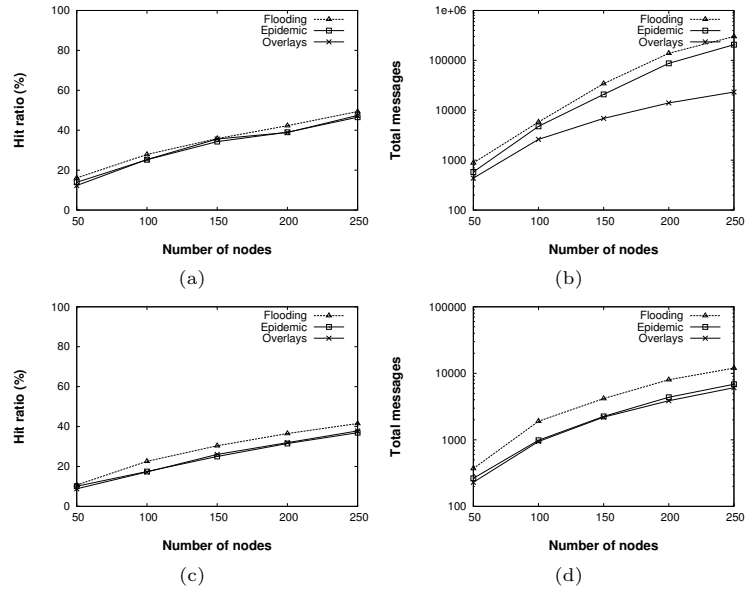 100
80
60
40
20
0
Hit ratio (%)
Flooding
Epidemic
Overlays
50 100 150 200 250
Number of nodes
(a)
1e+06
100000
10000
1000
100
Total messages
Flooding
Epidemic
Overlays
50 100 150 200 250
Number of nodes
(b)
100
80
60
40
20
0
Hit ratio (%)
Flooding
Epidemic
Overlays
50 100 150 200 250
Number of nodes
(c)
100000
10000
1000
100
Total messages
Flooding
Epidemic
Overlays
50 100 150 200 250
Number of nodes
(d)